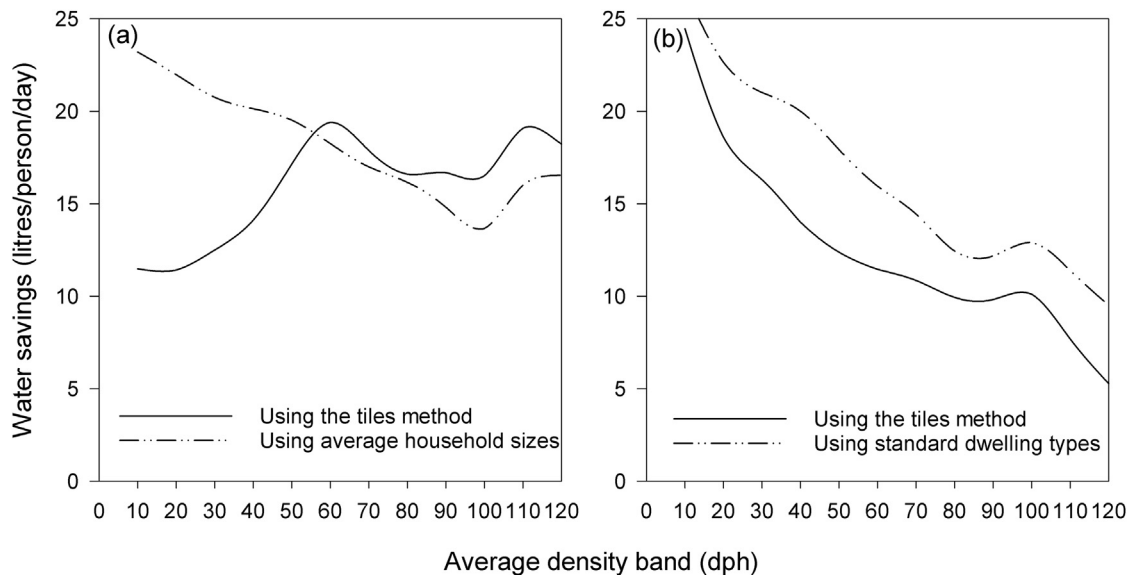 (a)
(b)
Water savings (litres/person/day)
25
20
15
10
5
0
Using the tiles method
Using average household sizes
0 10 20 30 40 50 60 70 80 90 100 110 120
25
20
15
10
5
0
Using the tiles method
Using standard dwelling types
0 10 20 30 40 50 60 70 80 90 100 110 120
Average density band (dph)